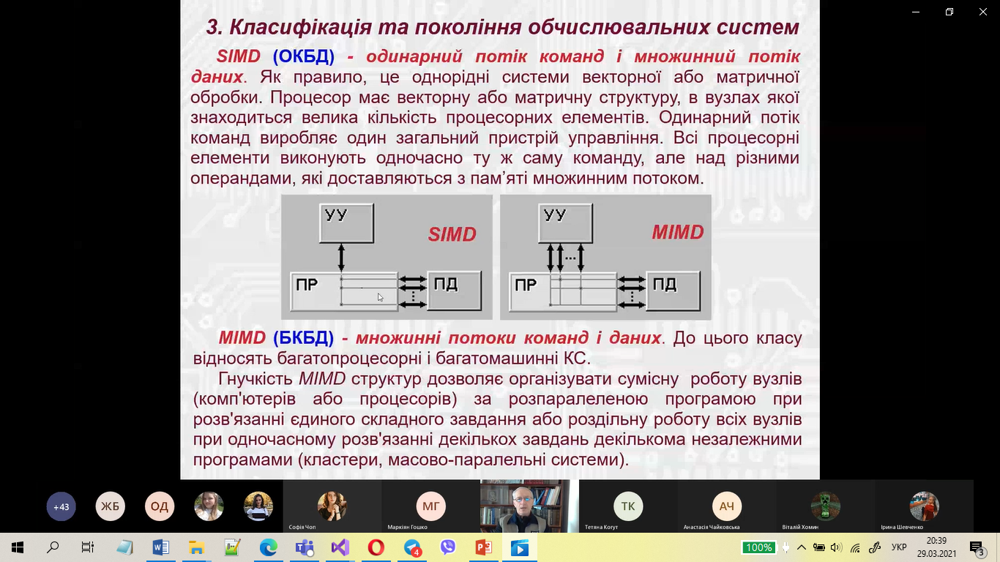 3. Класифікація та покоління обчислювальних систем
SIMD (ОКБД) - одинарний потік команд і множинний потік
даних. Як правило, це однорідні системи векторної або матричної
обробки. Процесор має векторну або матричну структуру, в вузлах якої
знаходиться велика кількість процесорних елементів. Одинарний потік
команд виробляє один загальний пристрій управління. Всі процесорні
елементи виконують одночасно ту ж саму команду, але над різними
операндами, які доставляються з пам’яті множинним потоком.
УУ
SIMD
ПР
ПД
УУ
MIMD
...
ПР
ПД
MIMD (БКБД) - множинні потоки команд і даних. До цього класу
відносять багатопроцесорні і багатомашинні КС.
Гнучкість MIMD структур дозволяє організувати сумісну роботу вузлів
(комп'ютерів або процесорів) за розпаралеленою програмою при
розв'язанні єдиного складного завдання або роздільну роботу всіх вузлів
при одночасному розв'язанні декількох завдань декількома незалежними
програмами (кластери, масово-паралельні системи).
+43
ЖБ
ОД
МГ
ТК
АЧ
Софія Чоп
Маркіян Гошко
Тетяна Когут
Анастасія Чайковська
Віталій Хомин
Ірина Шевченко
4
100%
УКР
20:39
29.03.2021
3